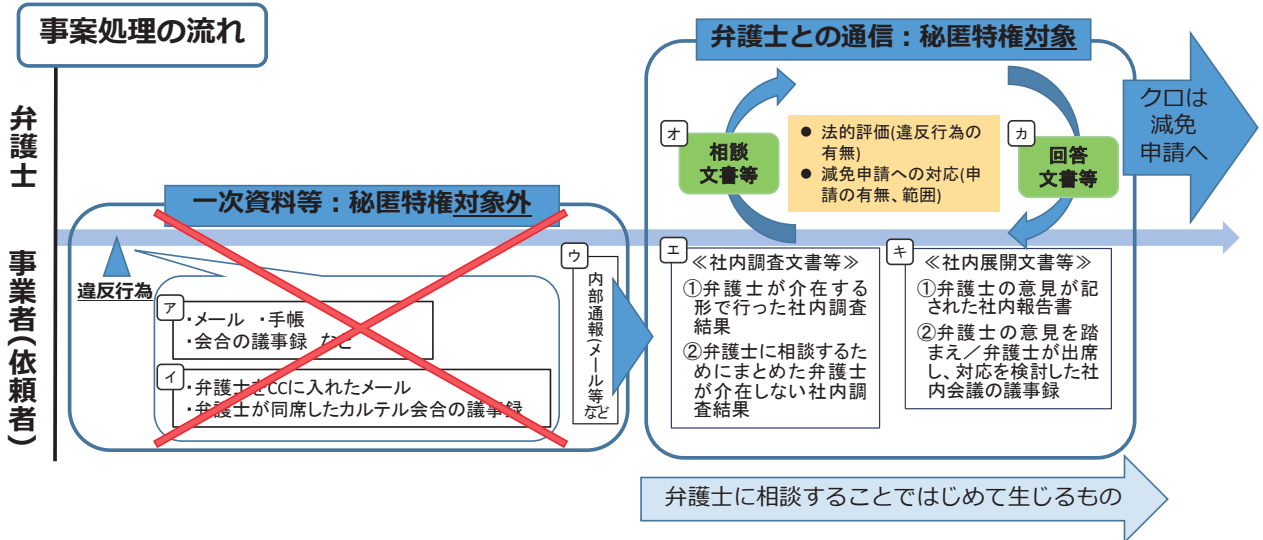 事案処理の流れ
弁護士
事業者(依頼者)
一次資料等：秘匿特権対象外
違反行為
ア
・メール ・手帳
・会合の議事録 など
イ
・弁護士をCCに入れたメール
・弁護士が同席したカルテル会合の議事録
ウ
内部通報(メール等)など
弁護士との通信：秘匿特権対象
オ
相談
文書等
● 法的評価(違反行為の
有無)
● 減免申請への対応(申
請の有無、範囲)
カ
回答
文書等
クロは
減免
申請へ
エ
≪社内調査文書等≫
①弁護士が介在する
形で行った社内調査
結果
②弁護士に相談するた
めにまとめた弁護士
が介在しない社内調
査結果
キ
≪社内展開文書等≫
①弁護士の意見が記
された社内報告書
②弁護士の意見を踏
まえ／弁護士が出席
し、対応を検討した社
内会議の議事録
弁護士に相談することではじめて生じるもの